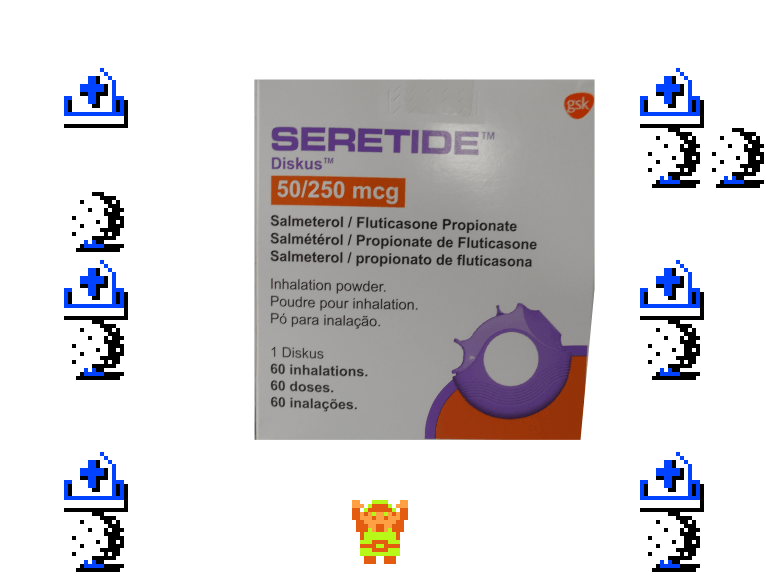 gsk
SERETIDE™
Diskus™
50/250 mcg
Salmeterol / Fluticasone Propionate
Salmétérol / Propionate de Fluticasone
Salmeterol / propionato de fluticasona
Inhalation powder.
Poudre pour inhalation.
Pó para inalação.
1 Diskus
60 inhalations.
60 doses.
60 inalações.